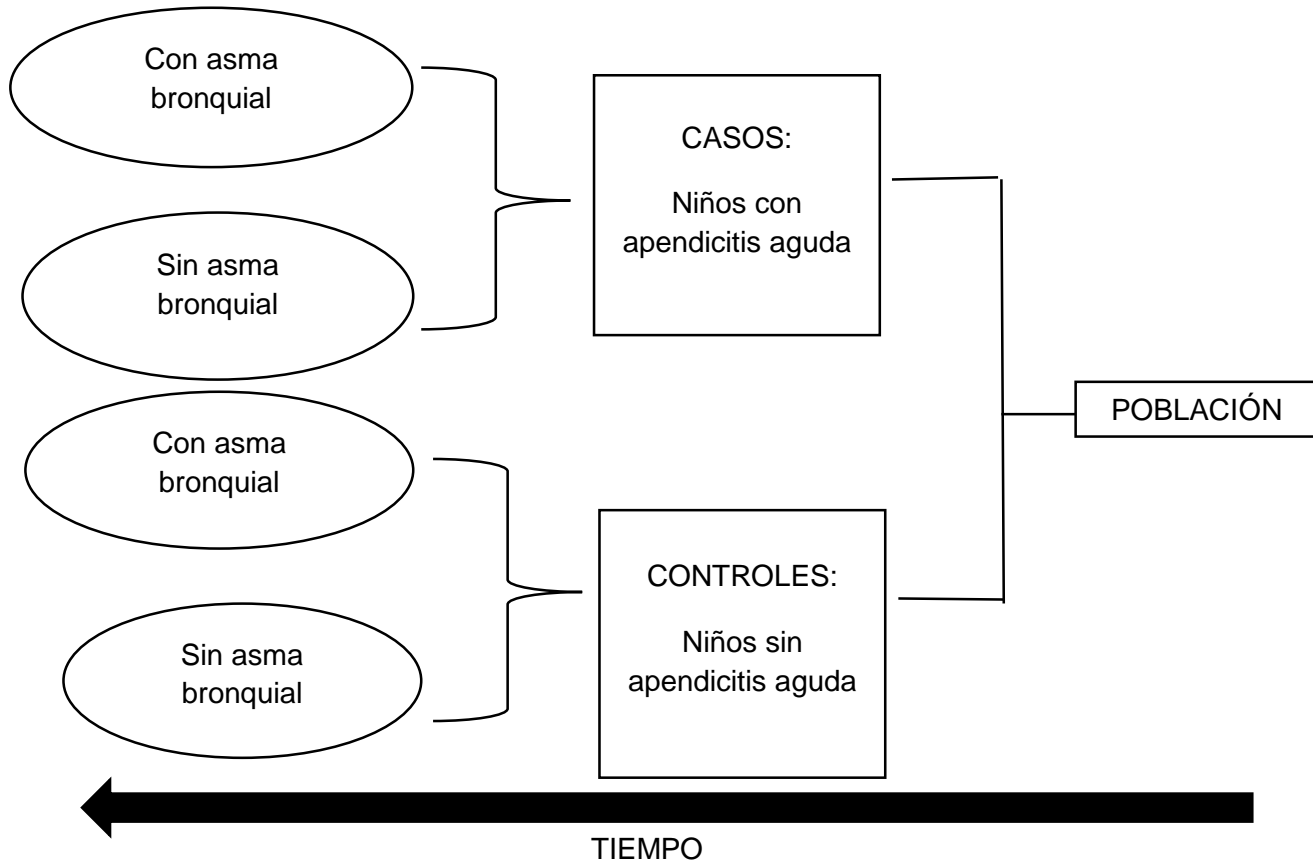 Con asma
bronquial
Sin asma
bronquial
Con asma
bronquial
Sin asma
bronquial
CASOS:
Niños con
apendicitis aguda
CONTROLES:
Niños sin
apendicitis aguda
POBLACIÓN
TIEMPO